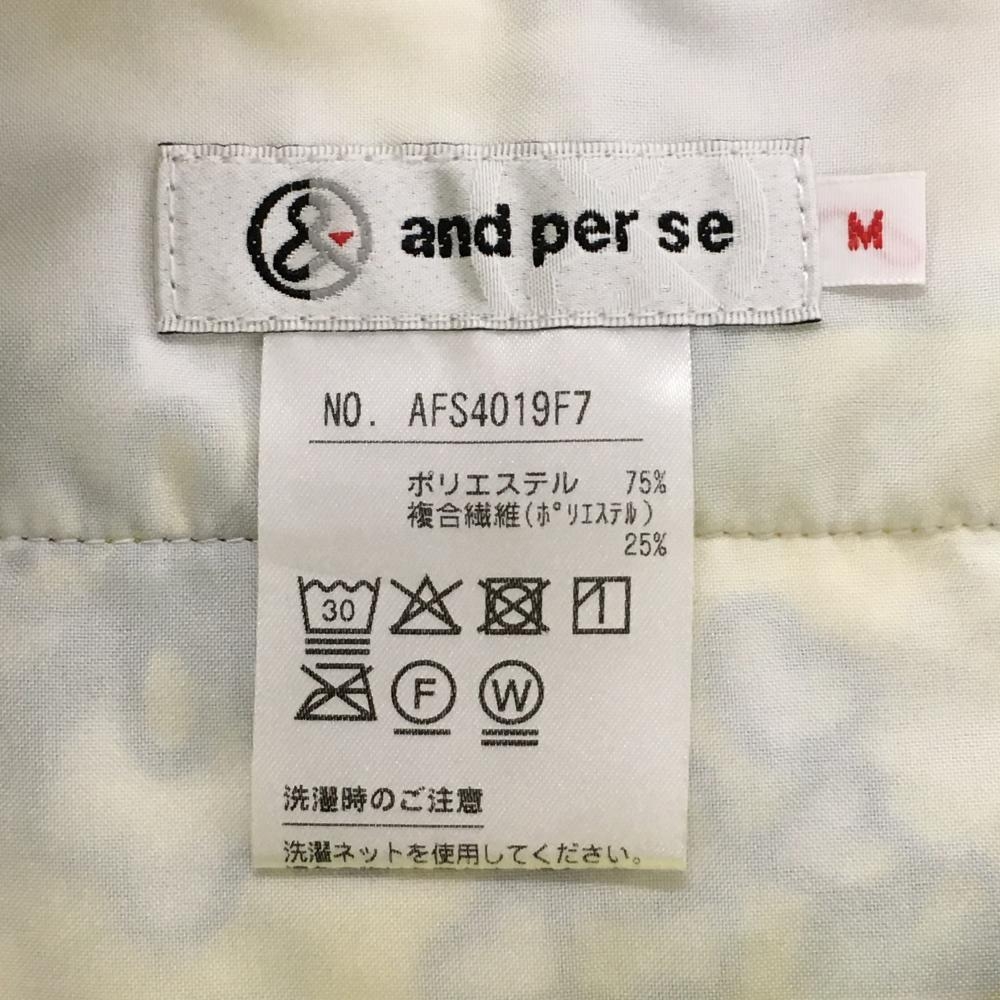 and per se
M
NO. AFS4019F7
ポリエステル 75%
複合繊維(ポリエステル)
25%
30
F
W
洗濯時のご注意
洗濯ネットを使用してください。